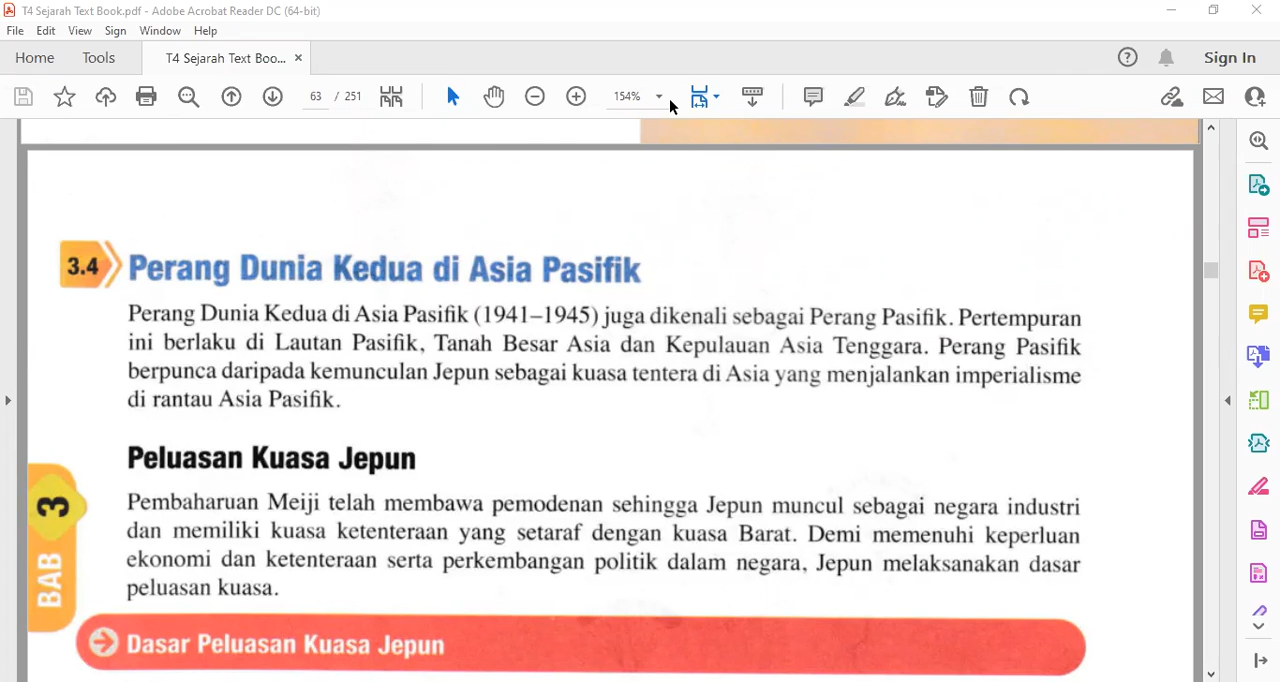 T4 Sejarah Text Book.pdf - Adobe Acrobat Reader DC (64-bit)
File Edit View Sign Window Help
Home Tools T4 Sejarah Text Boo... × Sign In
63 / 251 154%
3.4 Perang Dunia Kedua di Asia Pasifik
Perang Dunia Kedua di Asia Pasifik (1941–1945) juga dikenali sebagai Perang Pasifik. Pertempuran
ini berlaku di Lautan Pasifik, Tanah Besar Asia dan Kepulauan Asia Tenggara. Perang Pasifik
berpunca daripada kemunculan Jepun sebagai kuasa tentera di Asia yang menjalankan imperialisme
di rantau Asia Pasifik.
Peluasan Kuasa Jepun
Pembaharuan Meiji telah membawa pemodenan sehingga Jepun muncul sebagai negara industri
dan memiliki kuasa ketenteraan yang setaraf dengan kuasa Barat. Demi memenuhi keperluan
ekonomi dan ketenteraan serta perkembangan politik dalam negara, Jepun melaksanakan dasar
peluasan kuasa.
BAB 3
Dasar Peluasan Kuasa Jepun